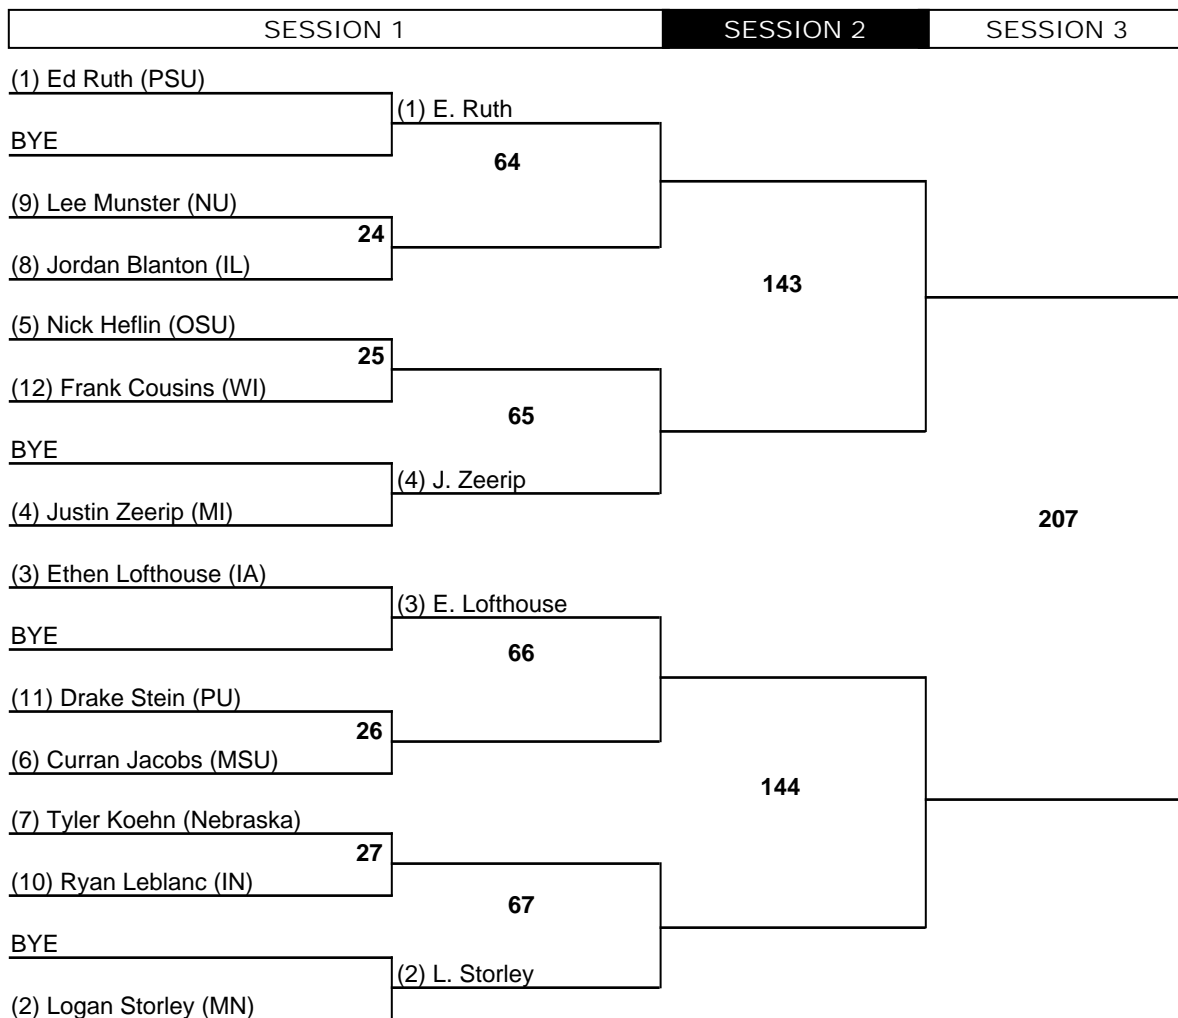 SESSION 1 SESSION 2 SESSION 3
(1) Ed Ruth (PSU)
(1) E. Ruth
BYE
64
(9) Lee Munster (NU)
24
(8) Jordan Blanton (IL)
143
(5) Nick Heflin (OSU)
25
(12) Frank Cousins (WI)
65
BYE
(4) J. Zeerip
(4) Justin Zeerip (MI)
207
(3) Ethen Lofthouse (IA)
(3) E. Lofthouse
BYE
66
(11) Drake Stein (PU)
26
(6) Curran Jacobs (MSU)
144
(7) Tyler Koehn (Nebraska)
27
(10) Ryan Leblanc (IN)
67
BYE
(2) L. Storley
(2) Logan Storley (MN)